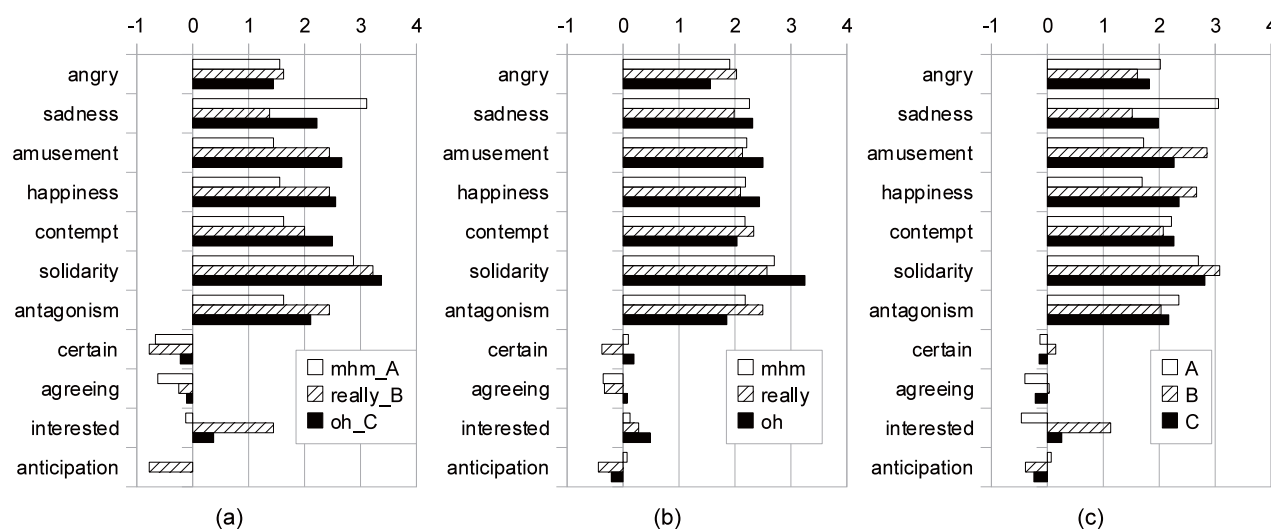 -1 0 1 2 3 4
angry
sadness
amusement
happiness
contempt
solidarity
antagonism
certain
agreeing
interested
anticipation
mhm_A
really_B
oh_C
(a)
-1 0 1 2 3 4
angry
sadness
amusement
happiness
contempt
solidarity
antagonism
certain
agreeing
interested
anticipation
mhm
really
oh
(b)
-1 0 1 2 3 4
angry
sadness
amusement
happiness
contempt
solidarity
antagonism
certain
agreeing
interested
anticipation
A
B
C
(c)